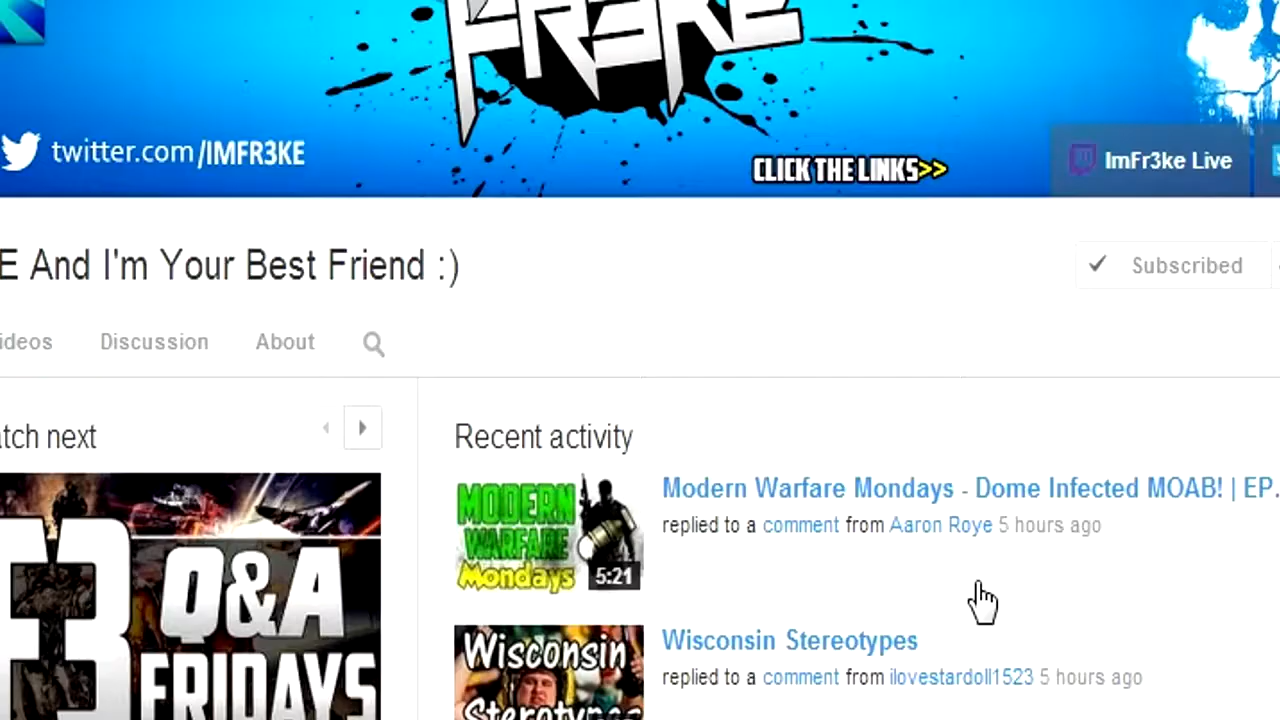 FR3KE
twitter.com/IMFR3KE
CLICK THE LINKS>>
ImFr3ke Live
E And I'm Your Best Friend :)
Subscribed
ideos
Discussion
About
atch next
Recent activity
MODERN
WARFARE
Mondays
5:21
Modern Warfare Mondays - Dome Infected MOAB! | EP.
replied to a comment from Aaron Roye 5 hours ago
3
Q&A
FRIDAYS
Wisconsin
Sterotypes
Wisconsin Stereotypes
replied to a comment from ilovestardoll1523 5 hours ago